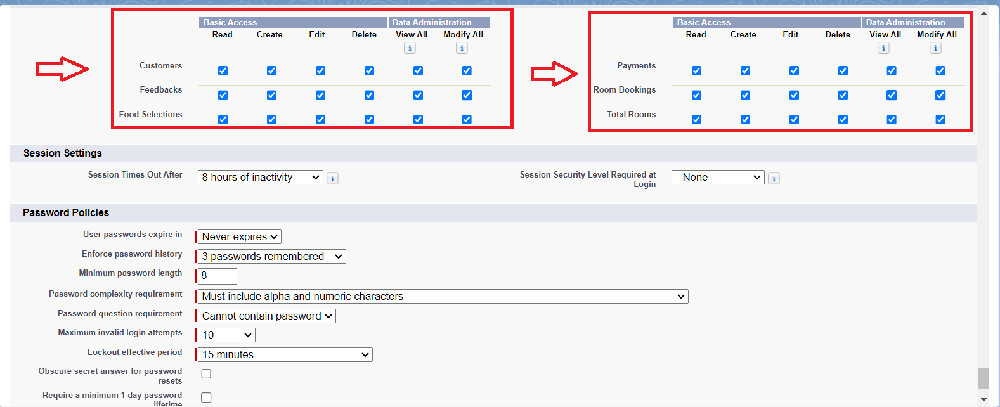 Basic Access Data Administration
Read Create Edit Delete View All Modify All
i i
Customers
Feedbacks
Food Selections
Basic Access Data Administration
Read Create Edit Delete View All Modify All
i i
Payments
Room Bookings
Total Rooms
Session Settings
Session Times Out After 8 hours of inactivity i
Session Security Level Required at
Login
--None-- i
Password Policies
User passwords expire in Never expires
Enforce password history 3 passwords remembered
Minimum password length 8
Password complexity requirement Must include alpha and numeric characters
Password question requirement Cannot contain password
Maximum invalid login attempts 10
Lockout effective period 15 minutes
Obscure secret answer for password
resets
Require a minimum 1 day password
lifetime